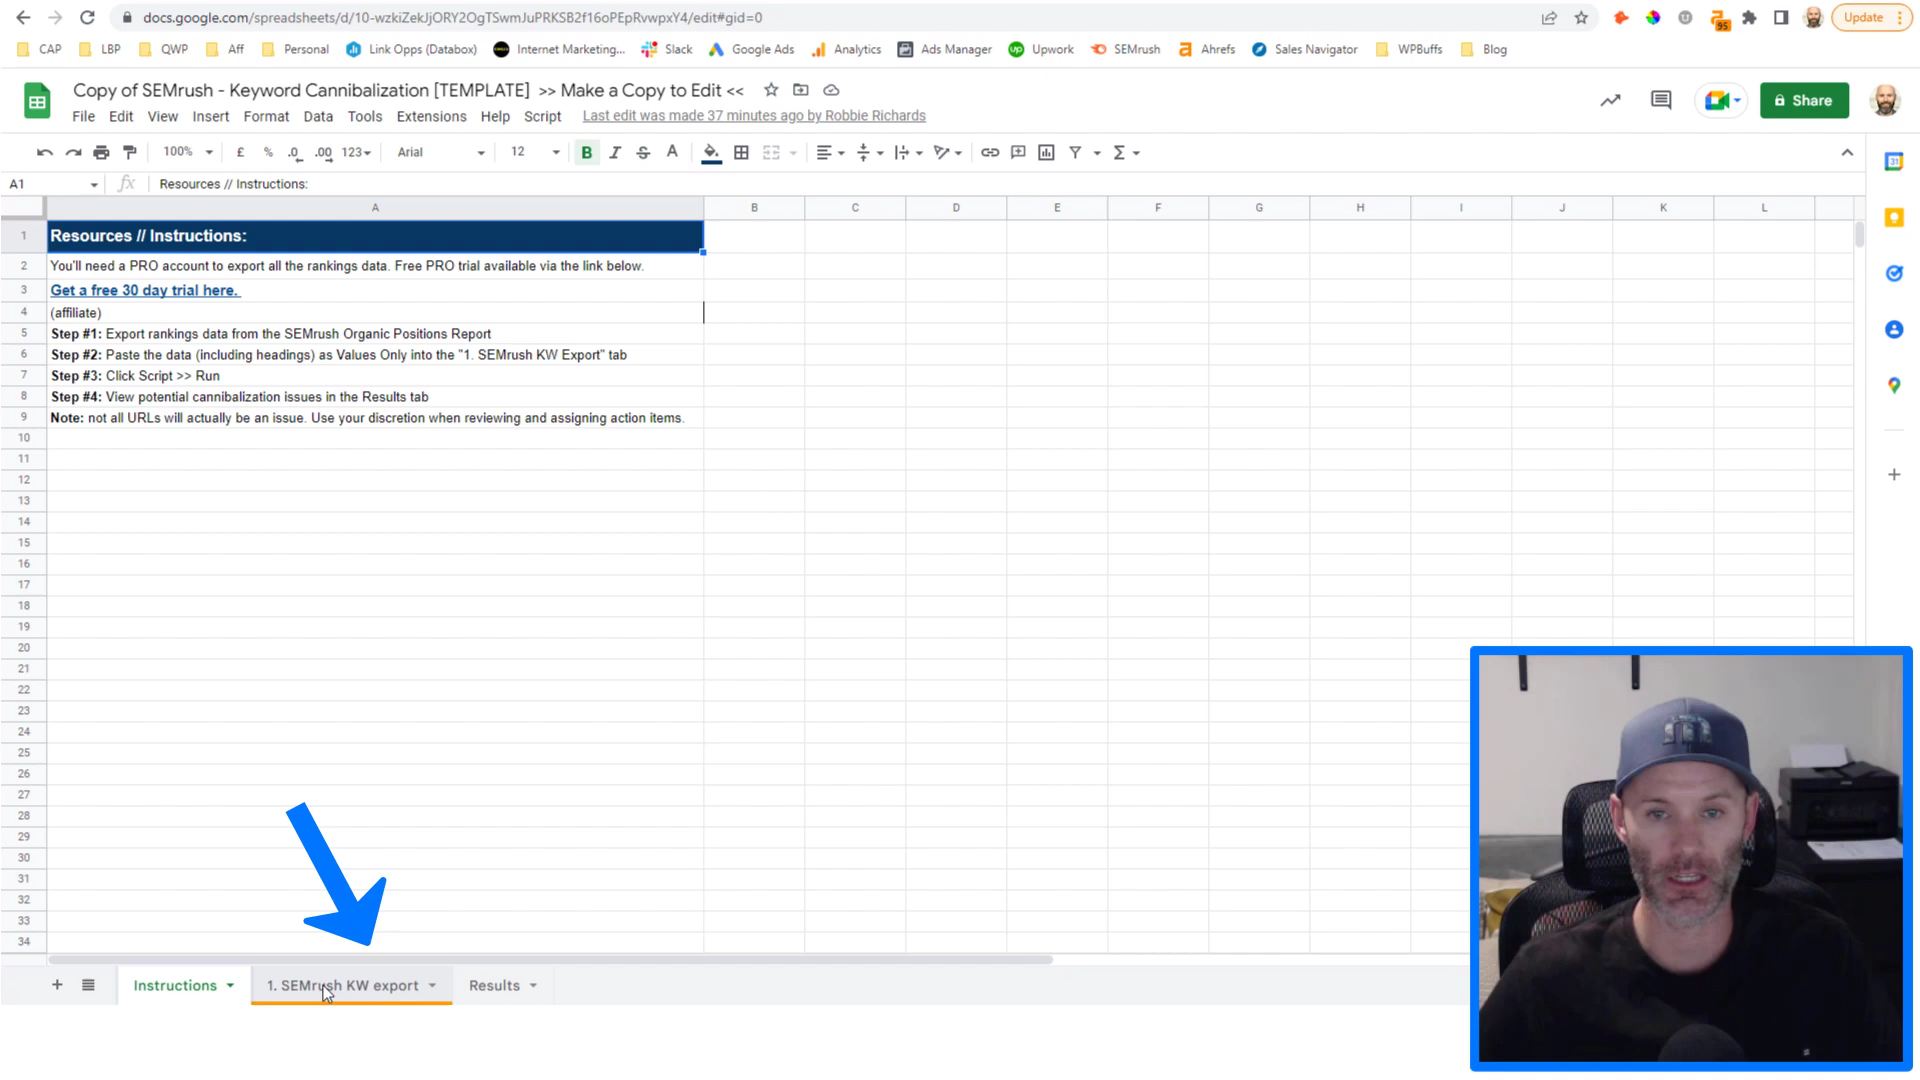 docs.google.com/spreadsheets/d/10-wzkiZekJjORY2OgTSwmJuPRKSB2f16oPEpRvwpxY4/edit#gid=0
95
Update
CAP LBP QWP Aff Personal Link Opps (Databox) Internet Marketing... Slack Google Ads Analytics Ads Manager Upwork SEMrush Ahrefs Sales Navigator WPBuffs Blog
Copy of SEMrush - Keyword Cannibalization [TEMPLATE] >> Make a Copy to Edit <<
File Edit View Insert Format Data Tools Extensions Help Script Last edit was made 37 minutes ago by Robbie Richards
Share
100% £ % .0 .00 123 Arial 12 B I S A
A1 fx Resources // Instructions:
A B C D E F G H I J K L
1 Resources // Instructions:
2 You'll need a PRO account to export all the rankings data. Free PRO trial available via the link below.
3 Get a free 30 day trial here.
4 (affiliate)
5 Step #1: Export rankings data from the SEMrush Organic Positions Report
6 Step #2: Paste the data (including headings) as Values Only into the "1. SEMrush KW Export" tab
7 Step #3: Click Script >> Run
8 Step #4: View potential cannibalization issues in the Results tab
9 Note: not all URLs will actually be an issue. Use your discretion when reviewing and assigning action items.
10
11
12
13
14
15
16
17
18
19
20
21
22
23
24
25
26
27
28
29
30
31
32
33
34
Instructions 1. SEMrush KW export Results
31